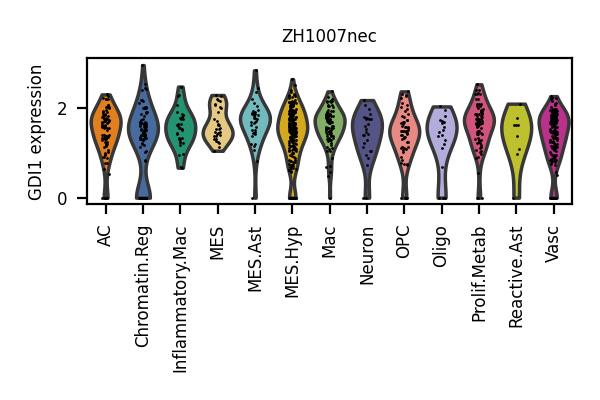 ZH1007nec
GDI1 expression
2
0
AC
Chromatin.Reg
Inflammatory.Mac
MES
MES.Ast
MES.Hyp
Mac
Neuron
OPC
Oligo
Prolif.Metab
Reactive.Ast
Vasc